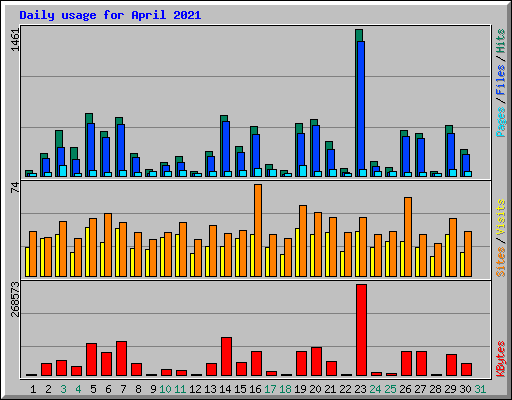 Daily usage for April 2021
1461
Pages / Files / Hits
74
Sites / Visits
268573
KBytes
1 2 3 4 5 6 7 8 9 10 11 12 13 14 15 16 17 18 19 20 21 22 23 24 25 26 27 28 29 30 31